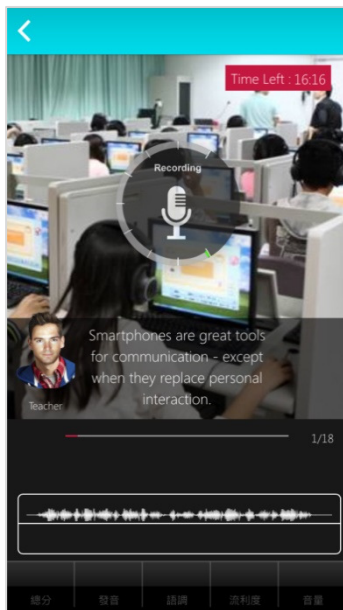 Time Left : 16:16
Recording
Smartphones are great tools
for communication - except
when they replace personal
interaction.
Teacher
1/18
總分
發音
語調
流利度
音量